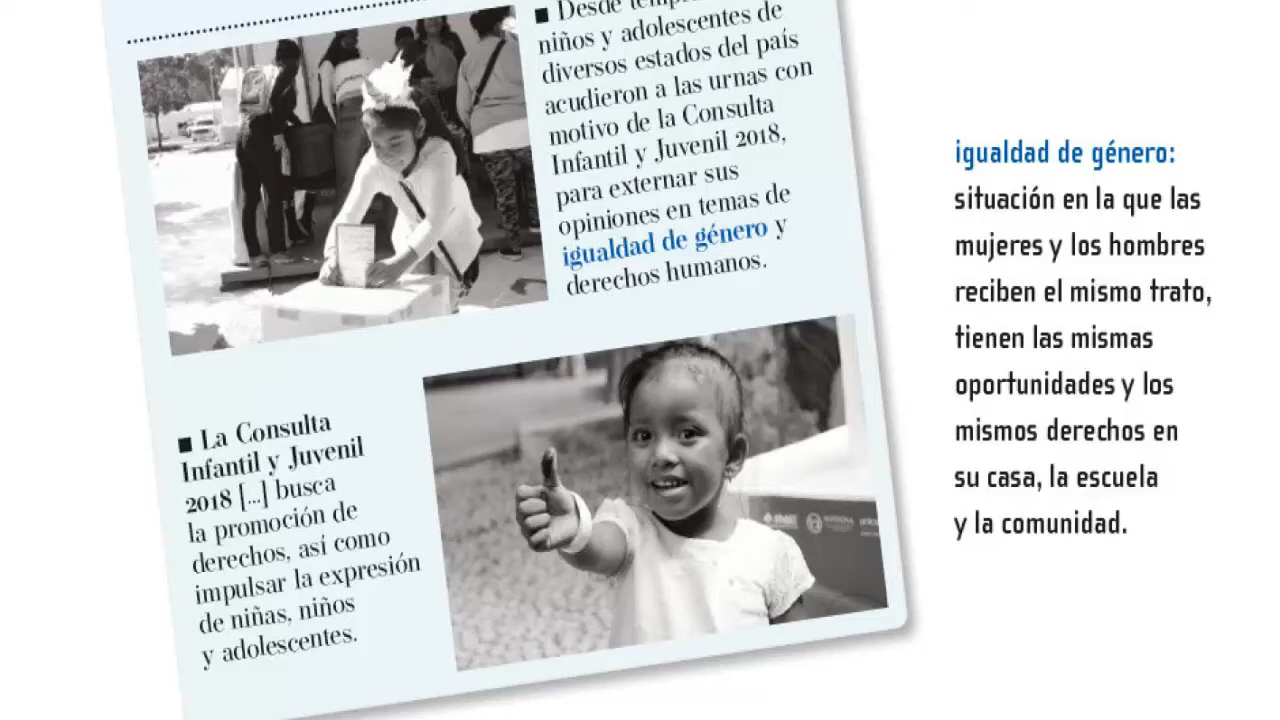 ■ Desde
niños y adolescentes de
diversos estados del país
acudieron a las urnas con
motivo de la Consulta
Infantil y Juvenil 2018,
para externar sus
opiniones en temas de
igualdad de género y
derechos humanos.
■ La Consulta
Infantil y Juvenil
2018 [...] busca
la promoción de
derechos, así como
impulsar la expresión
de niñas, niños
y adolescentes.
igualdad de género:
situación en la que las
mujeres y los hombres
reciben el mismo trato,
tienen las mismas
oportunidades y los
mismos derechos en
su casa, la escuela
y la comunidad.